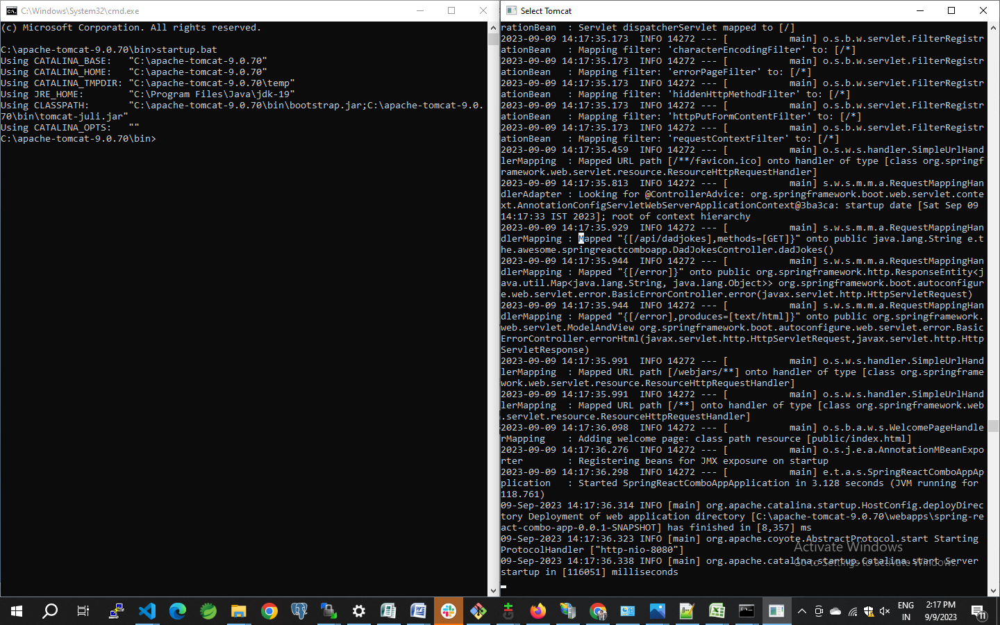 C:\Windows\System32\cmd.exe
(c) Microsoft Corporation. All rights reserved.
C:\apache-tomcat-9.0.70\bin>startup.bat
Using CATALINA_BASE:   "C:\apache-tomcat-9.0.70"
Using CATALINA_HOME:   "C:\apache-tomcat-9.0.70"
Using CATALINA_TMPDIR: "C:\apache-tomcat-9.0.70\temp"
Using JRE_HOME:        "C:\Program Files\Java\jdk-19"
Using CLASSPATH:       "C:\apache-tomcat-9.0.70\bin\bootstrap.jar;C:\apache-tomcat-9.0.
70\bin\tomcat-juli.jar"
Using CATALINA_OPTS:   ""
C:\apache-tomcat-9.0.70\bin>
Select Tomcat
rationBean  : Servlet dispatcherServlet mapped to [/]
2023-09-09 14:17:35.173  INFO 14272 --- [           main] o.s.b.w.servlet.FilterRegistr
ationBean   : Mapping filter: 'characterEncodingFilter' to: [/*]
2023-09-09 14:17:35.173  INFO 14272 --- [           main] o.s.b.w.servlet.FilterRegistr
ationBean   : Mapping filter: 'errorPageFilter' to: [/*]
2023-09-09 14:17:35.173  INFO 14272 --- [           main] o.s.b.w.servlet.FilterRegistr
ationBean   : Mapping filter: 'hiddenHttpMethodFilter' to: [/*]
2023-09-09 14:17:35.173  INFO 14272 --- [           main] o.s.b.w.servlet.FilterRegistr
ationBean   : Mapping filter: 'httpPutFormContentFilter' to: [/*]
2023-09-09 14:17:35.173  INFO 14272 --- [           main] o.s.b.w.servlet.FilterRegistr
ationBean   : Mapping filter: 'requestContextFilter' to: [/*]
2023-09-09 14:17:35.459  INFO 14272 --- [           main] o.s.w.s.handler.SimpleUrlHand
lerMapping  : Mapped URL path [/**/favicon.ico] onto handler of type [class org.springf
ramework.web.servlet.resource.ResourceHttpRequestHandler]
2023-09-09 14:17:35.813  INFO 14272 --- [           main] s.w.s.m.m.a.RequestMappingHan
dlerAdapter : Looking for @ControllerAdvice: org.springframework.boot.web.servlet.conte
xt.AnnotationConfigServletWebServerApplicationContext@3ba3ca: startup date [Sat Sep 09
14:17:33 IST 2023]; root of context hierarchy
2023-09-09 14:17:35.929  INFO 14272 --- [           main] s.w.s.m.m.a.RequestMappingHan
dlerMapping : Mapped "{[/api/dadjokes],methods=[GET]}" onto public java.lang.String e.t
he.awesome.springreactcomboapp.DadJokesController.dadJokes()
2023-09-09 14:17:35.944  INFO 14272 --- [           main] s.w.s.m.m.a.RequestMappingHan
dlerMapping : Mapped "{[/error]}" onto public org.springframework.http.ResponseEntity<j
ava.util.Map<java.lang.String, java.lang.Object>> org.springframework.boot.autoconfigur
e.web.servlet.error.BasicErrorController.error(javax.servlet.http.HttpServletRequest)
2023-09-09 14:17:35.944  INFO 14272 --- [           main] s.w.s.m.m.a.RequestMappingHan
dlerMapping : Mapped "{[/error],produces=[text/html]}" onto public org.springframework.
web.servlet.ModelAndView org.springframework.boot.autoconfigure.web.servlet.error.Basic
ErrorController.errorHtml(javax.servlet.http.HttpServletRequest,javax.servlet.http.Http
ServletResponse)
2023-09-09 14:17:35.991  INFO 14272 --- [           main] o.s.w.s.handler.SimpleUrlHand
lerMapping  : Mapped URL path [/webjars/**] onto handler of type [class org.springframe
work.web.servlet.resource.ResourceHttpRequestHandler]
2023-09-09 14:17:35.991  INFO 14272 --- [           main] o.s.w.s.handler.SimpleUrlHand
lerMapping  : Mapped URL path [/**] onto handler of type [class org.springframework.web
.servlet.resource.ResourceHttpRequestHandler]
2023-09-09 14:17:36.098  INFO 14272 --- [           main] o.s.b.a.w.s.WelcomePageHandle
rMapping    : Adding welcome page: class path resource [public/index.html]
2023-09-09 14:17:36.276  INFO 14272 --- [           main] o.s.j.e.a.AnnotationMBeanExpo
rter        : Registering beans for JMX exposure on startup
2023-09-09 14:17:36.298  INFO 14272 --- [           main] e.t.a.s.SpringReactComboAppAp
plication   : Started SpringReactComboAppApplication in 3.128 seconds (JVM running for
118.761)
09-Sep-2023 14:17:36.314 INFO [main] org.apache.catalina.startup.HostConfig.deployDirec
tory Deployment of web application directory [C:\apache-tomcat-9.0.70\webapps\spring-re
act-combo-app-0.0.1-SNAPSHOT] has finished in [8,357] ms
09-Sep-2023 14:17:36.323 INFO [main] org.apache.coyote.AbstractProtocol.start Starting
ProtocolHandler ["http-nio-8080"]
09-Sep-2023 14:17:36.338 INFO [main] org.apache.catalina.startup.Catalina.start Server
startup in [116051] milliseconds
Activate Windows
Go to Settings to activate Windows.
ENG
IN
2:17 PM
9/9/2023
11